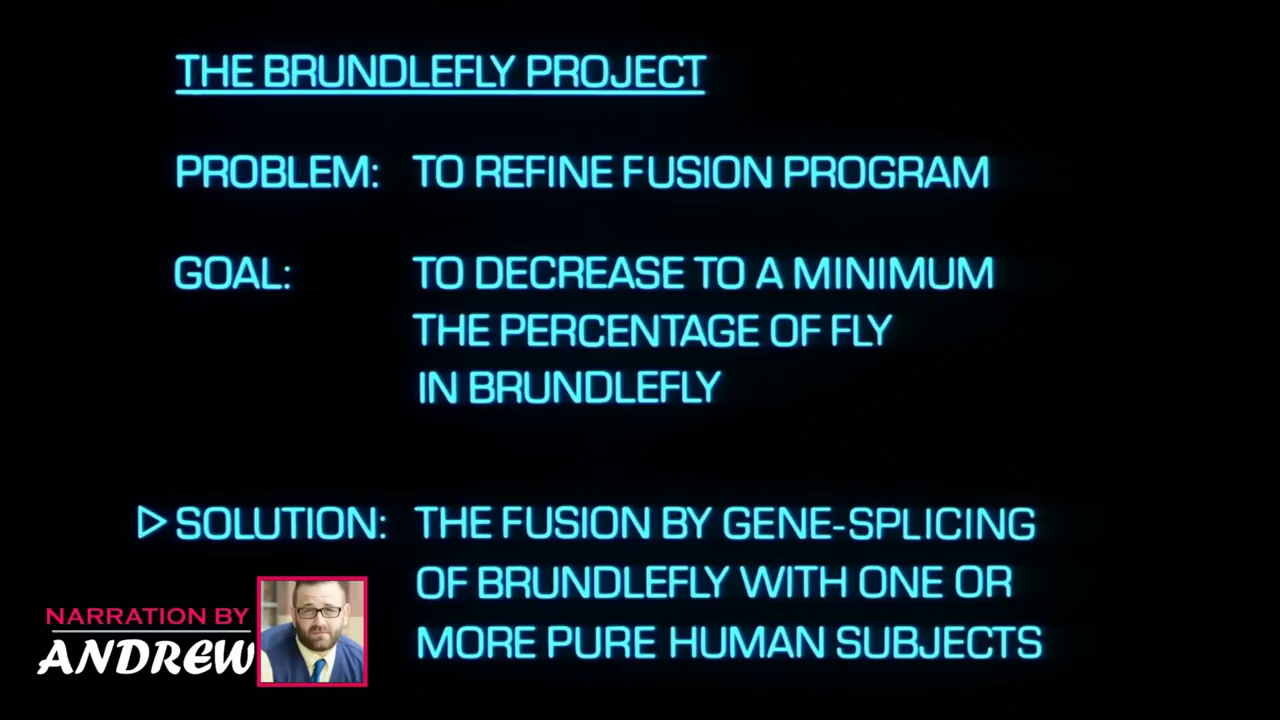 THE BRUNDLEFLY PROJECT
PROBLEM: TO REFINE FUSION PROGRAM
GOAL: TO DECREASE TO A MINIMUM
THE PERCENTAGE OF FLY
IN BRUNDLEFLY
SOLUTION: THE FUSION BY GENE-SPLICING
OF BRUNDLEFLY WITH ONE OR
MORE PURE HUMAN SUBJECTS
NARRATION BY
ANDREW